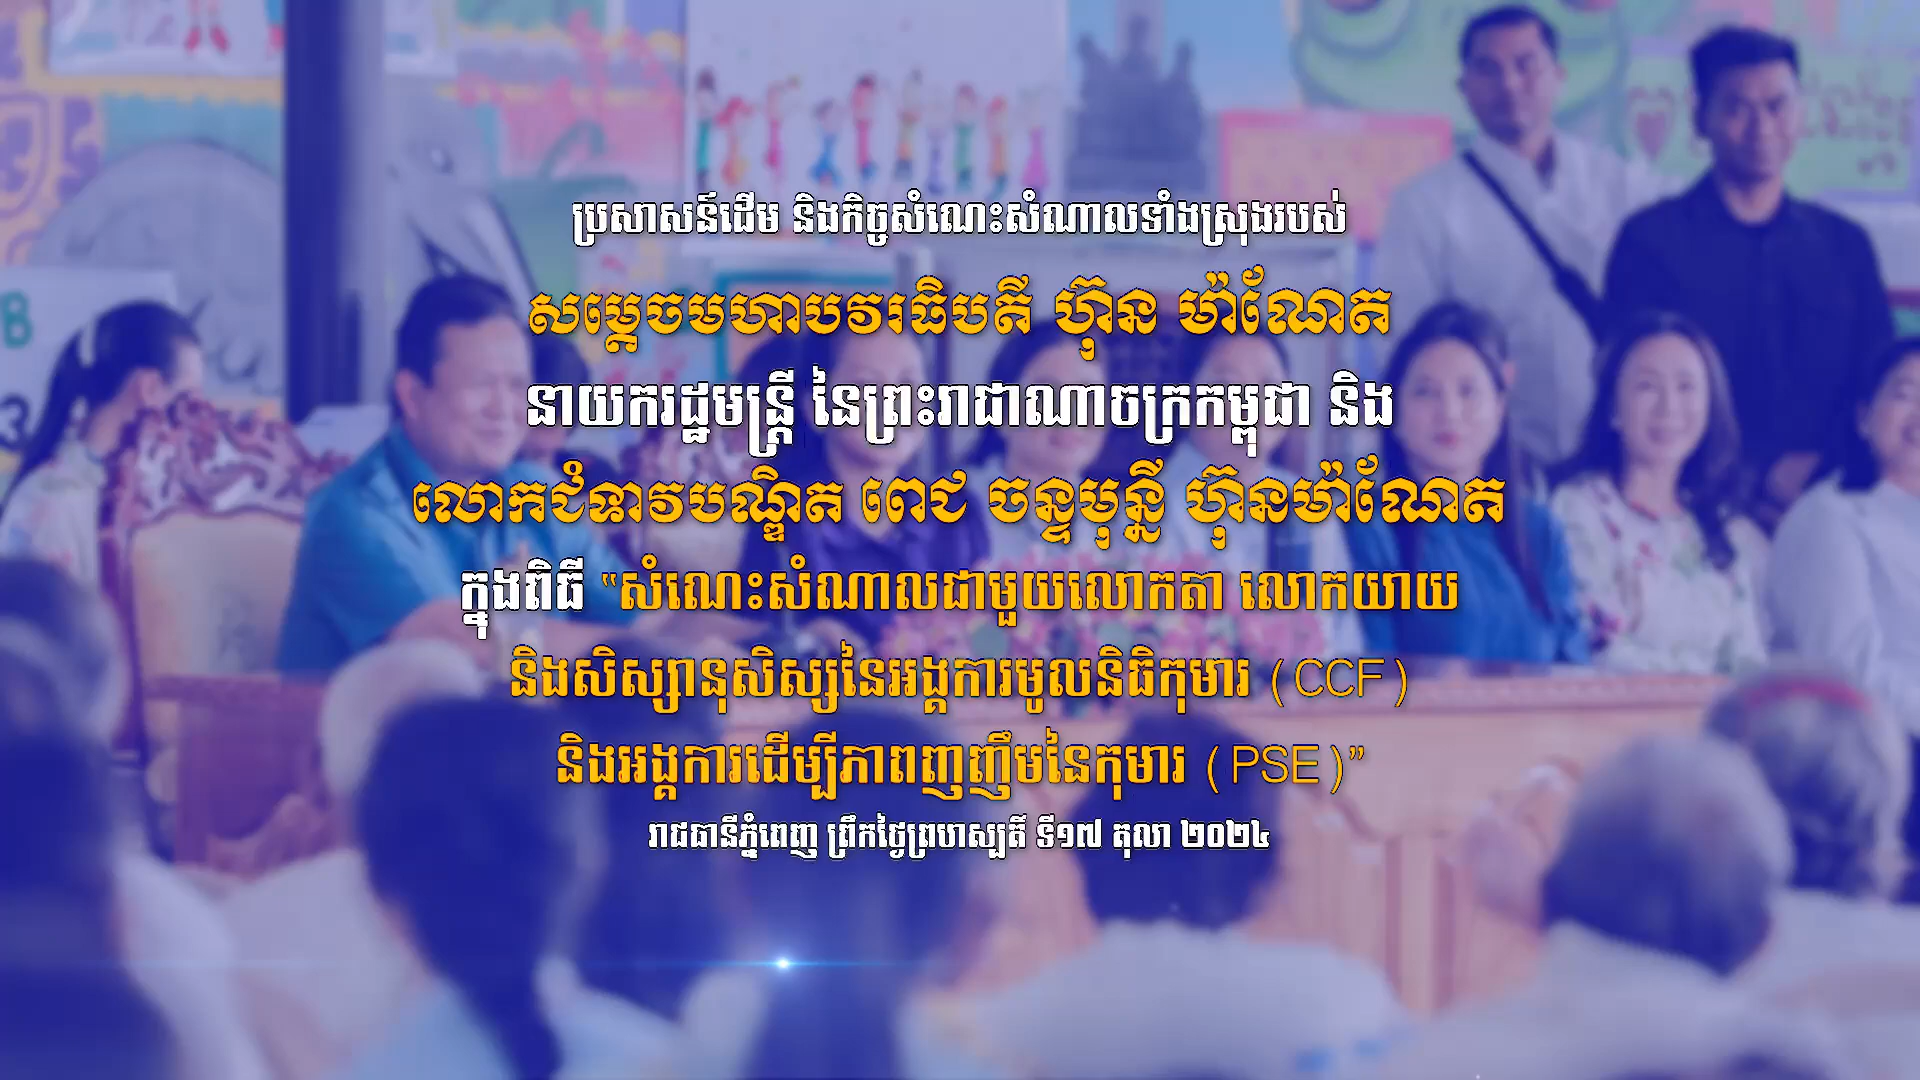 ប្រសាសន៍ដើម និងកិច្ចសំណេះសំណាលទាំងស្រុងរបស់
សម្តេចមហាបវរធិបតី ហ៊ុន ម៉ាណែត
នាយករដ្ឋមន្ត្រី នៃព្រះរាជាណាចក្រកម្ពុជា និង
លោកជំទាវបណ្ឌិត ពេជ ចន្ទមុន្នី ហ៊ុនម៉ាណែត
ក្នុងពិធី “សំណេះសំណាលជាមួយលោកតា លោកយាយ
និងសិស្សានុសិស្សនៃអង្គការមូលនិធិកុមារ (CCF)
និងអង្គការដើម្បីភាពញញឹមនៃកុមារ (PSE)”
រាជធានីភ្នំពេញ ព្រឹកថ្ងៃព្រហស្បតិ៍ ទី១៧ តុលា ២០២៤